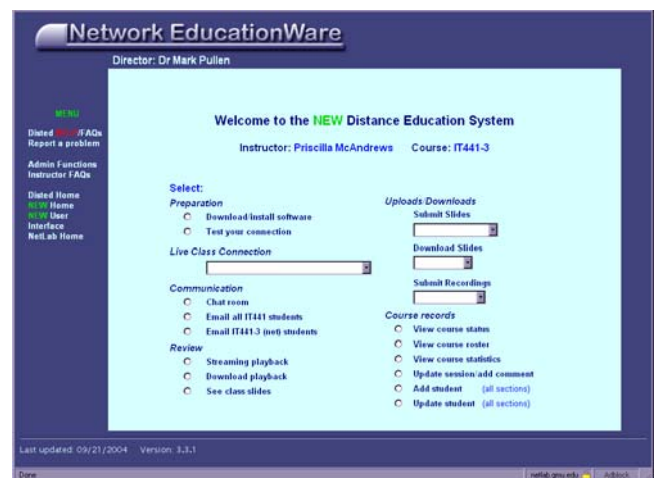 Network EducationWare
Director: Dr Mark Pullen
MENU
Disted /FAQs
Report a problem
Admin Functions
Instructor FAQs
Disted Home
NEW Home
NEW User
Interface
NetLab Home
Welcome to the NEW Distance Education System
Instructor: Priscilla McAndrews Course: IT441-3
Select:
Preparation
Download/install software
Test your connection
Live Class Connection
Communication
Chat room
Email all IT441 students
Email IT441-3 (net) students
Review
Streaming playback
Download playback
See class slides
Uploads/Downloads
Submit Slides
Download Slides
Submit Recordings
Course records
View course status
View course roster
View course statistics
Update session/add comment
Add student (all sections)
Update student (all sections)
Last updated: 09/21/2004 Version: 3.3.1
Done netlab.gmu.edu Adblock